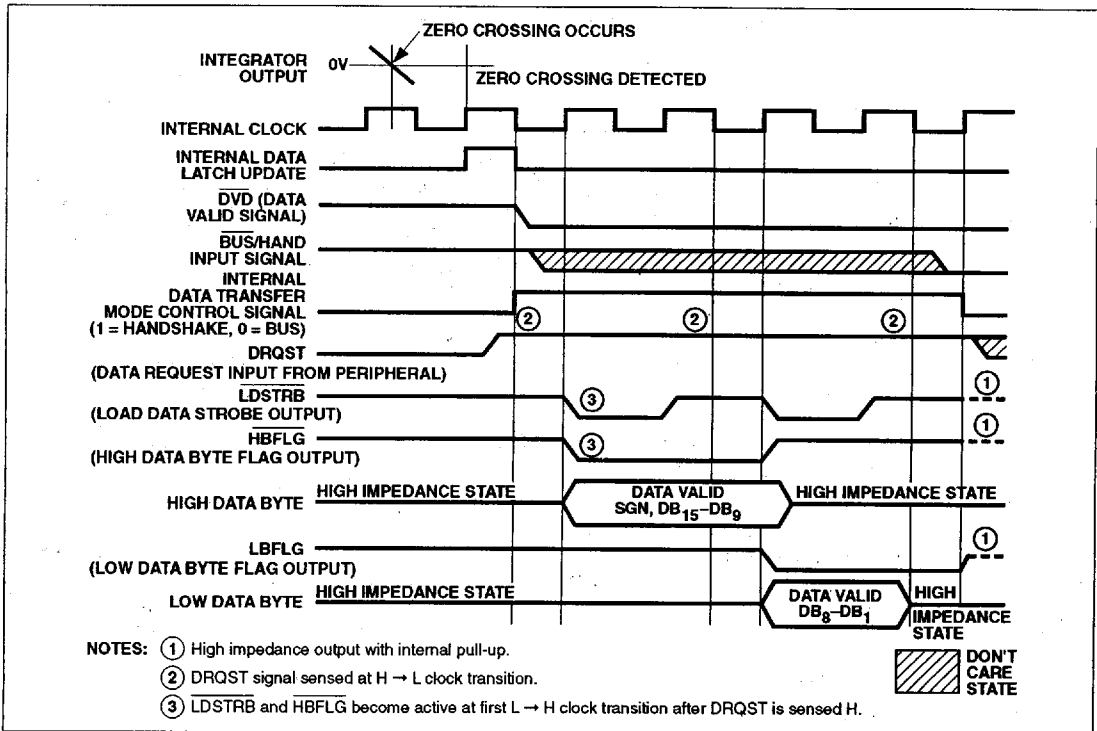 ZERO CROSSING OCCURS
INTEGRATOR
OUTPUT
0V
ZERO CROSSING DETECTED
INTERNAL CLOCK
INTERNAL DATA
LATCH UPDATE
DVD (DATA
VALID SIGNAL)
BUS/HAND
INPUT SIGNAL
INTERNAL
DATA TRANSFER
MODE CONTROL SIGNAL
(1 = HANDSHAKE, 0 = BUS)
2 2 2
DRQST
(DATA REQUEST INPUT FROM PERIPHERAL)
LDSTRB
(LOAD DATA STROBE OUTPUT)
3
1
HBFLG
(HIGH DATA BYTE FLAG OUTPUT)
3
1
HIGH DATA BYTE
HIGH IMPEDANCE STATE
DATA VALID
SGN, DB15–DB9
HIGH IMPEDANCE STATE
LBFLG
(LOW DATA BYTE FLAG OUTPUT)
1
LOW DATA BYTE
HIGH IMPEDANCE STATE
DATA VALID
DB8–DB1
HIGH
IMPEDANCE
STATE
NOTES: 1 High impedance output with internal pull-up.
2 DRQST signal sensed at H → L clock transition.
3 LDSTRB and HBFLG become active at first L → H clock transition after DRQST is sensed H.
DON'T
CARE
STATE